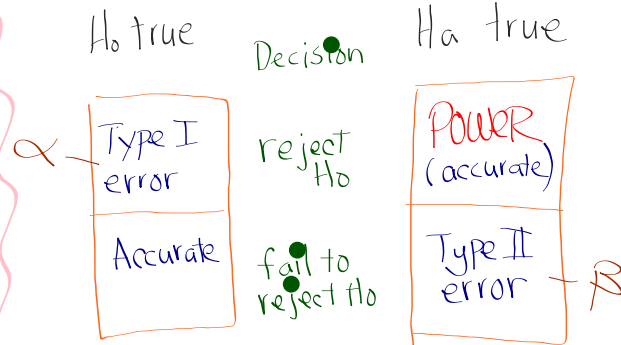 Ho true
Decision
Ha true
α
Type I
error
reject
Ho
POWER
(accurate)
Accurate
fail to
reject Ho
Type II
error
β